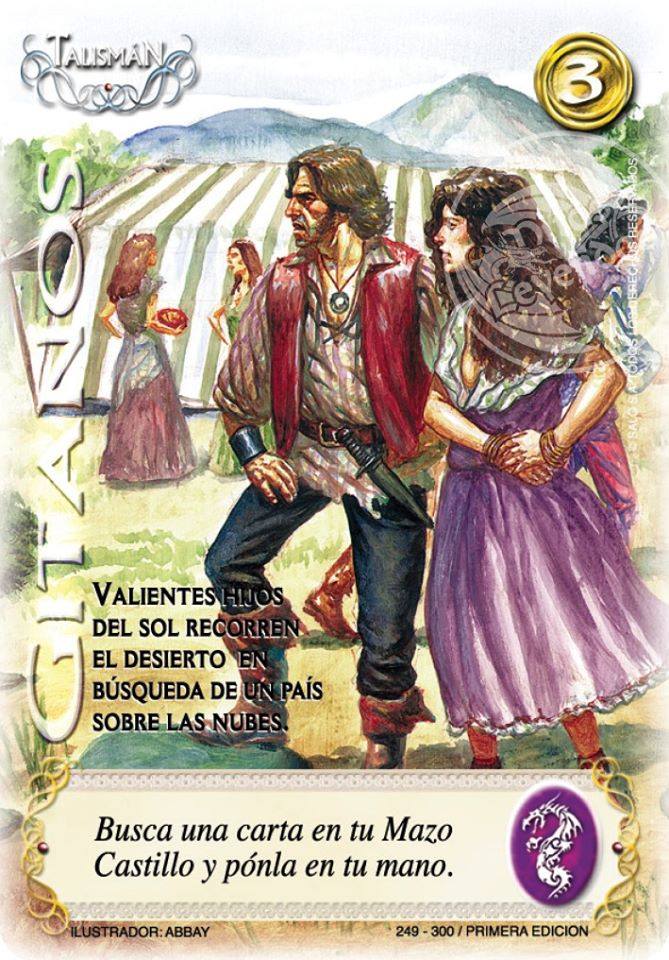 TALISMÁN
3
GITANOS
VALIENTES HIJOS
DEL SOL RECORREN
EL DESIERTO EN
BÚSQUEDA DE UN PAÍS
SOBRE LAS NUBES.
Busca una carta en tu Mazo
Castillo y pónla en tu mano.
ILUSTRADOR: ABBAY
249 - 300 / PRIMERA EDICION